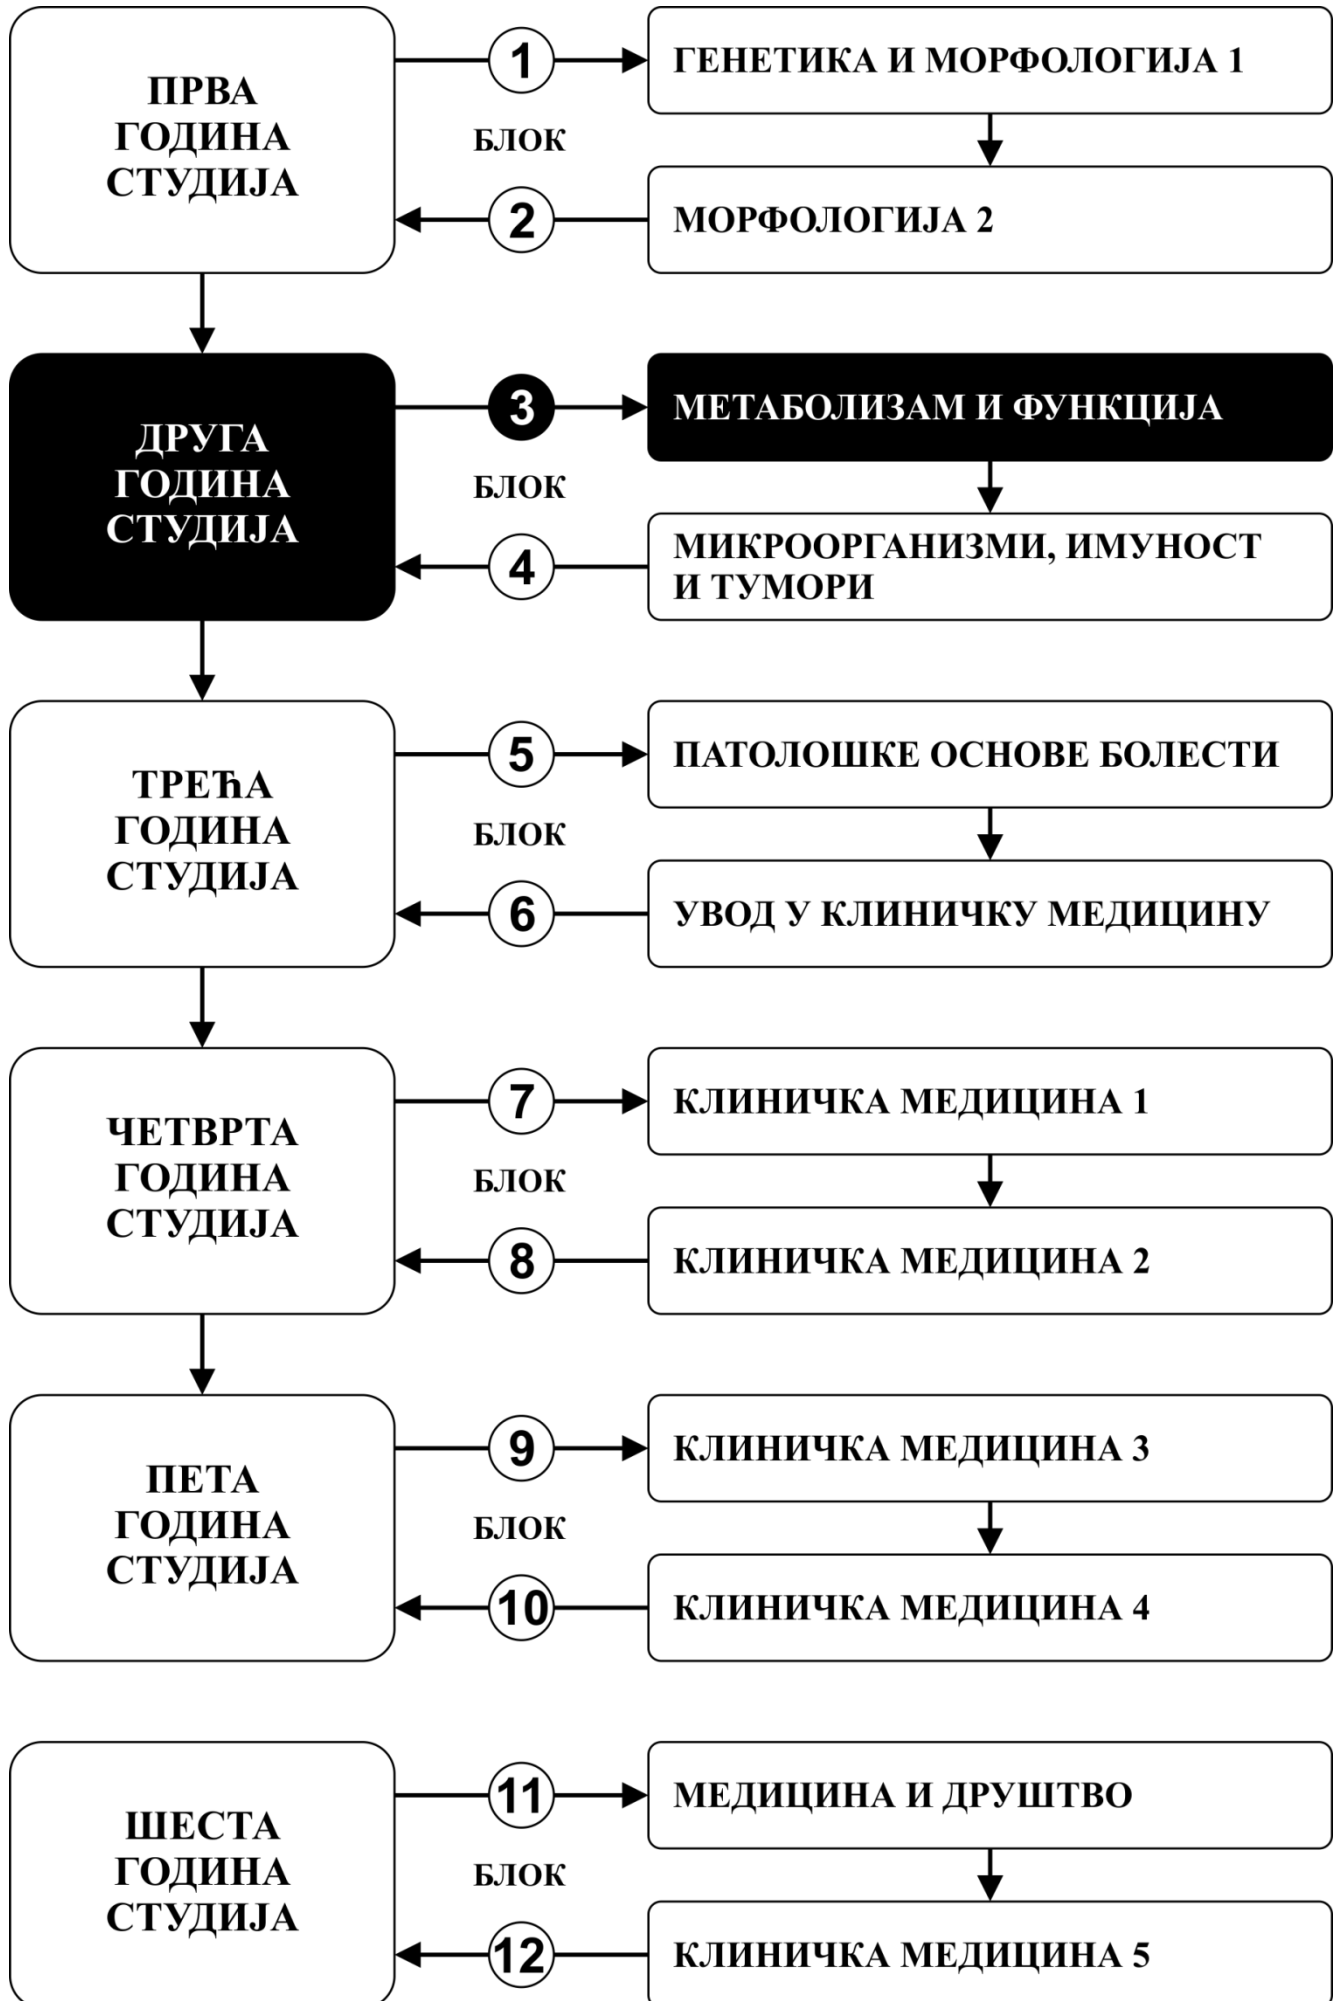 ПРВА
ГОДИНА
СТУДИЈА
1
БЛОК
2
ГЕНЕТИКА И МОРФОЛОГИЈА 1
МОРФОЛОГИЈА 2
ДРУГА
ГОДИНА
СТУДИЈА
3
БЛОК
4
МЕТАБОЛИЗАМ И ФУНКЦИЈА
МИКРООРГАНИЗМИ, ИМУНОСТ
И ТУМОРИ
ТРЕЋА
ГОДИНА
СТУДИЈА
5
БЛОК
6
ПАТОЛОШКЕ ОСНОВЕ БОЛЕСТИ
УВОД У КЛИНИЧКУ МЕДИЦИНУ
ЧЕТВРТА
ГОДИНА
СТУДИЈА
7
БЛОК
8
КЛИНИЧКА МЕДИЦИНА 1
КЛИНИЧКА МЕДИЦИНА 2
ПЕТА
ГОДИНА
СТУДИЈА
9
БЛОК
10
КЛИНИЧКА МЕДИЦИНА 3
КЛИНИЧКА МЕДИЦИНА 4
ШЕСТА
ГОДИНА
СТУДИЈА
11
БЛОК
12
МЕДИЦИНА И ДРУШТВО
КЛИНИЧКА МЕДИЦИНА 5